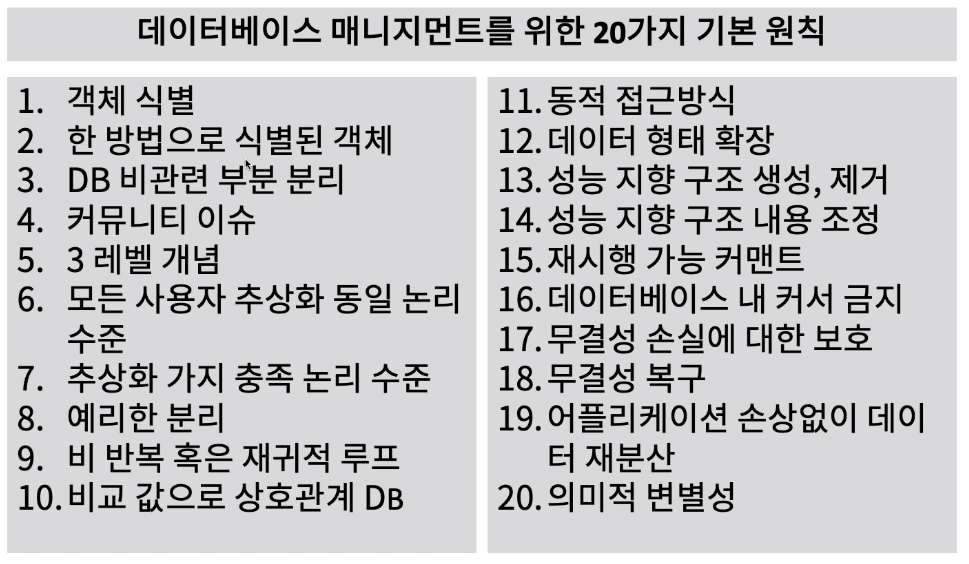 데이터베이스 매니지먼트를 위한 20가지 기본 원칙
1. 객체 식별
2. 한 방법으로 식별된 객체
3. DB 비관련 부분 분리
4. 커뮤니티 이슈
5. 3 레벨 개념
6. 모든 사용자 추상화 동일 논리
수준
7. 추상화 가지 충족 논리 수준
8. 예리한 분리
9. 비 반복 혹은 재귀적 루프
10. 비교 값으로 상호관계 DB
11. 동적 접근방식
12. 데이터 형태 확장
13. 성능 지향 구조 생성, 제거
14. 성능 지향 구조 내용 조정
15. 재시행 가능 커맨트
16. 데이터베이스 내 커서 금지
17. 무결성 손실에 대한 보호
18. 무결성 복구
19. 어플리케이션 손상없이 데이
터 재분산
20. 의미적 변별성